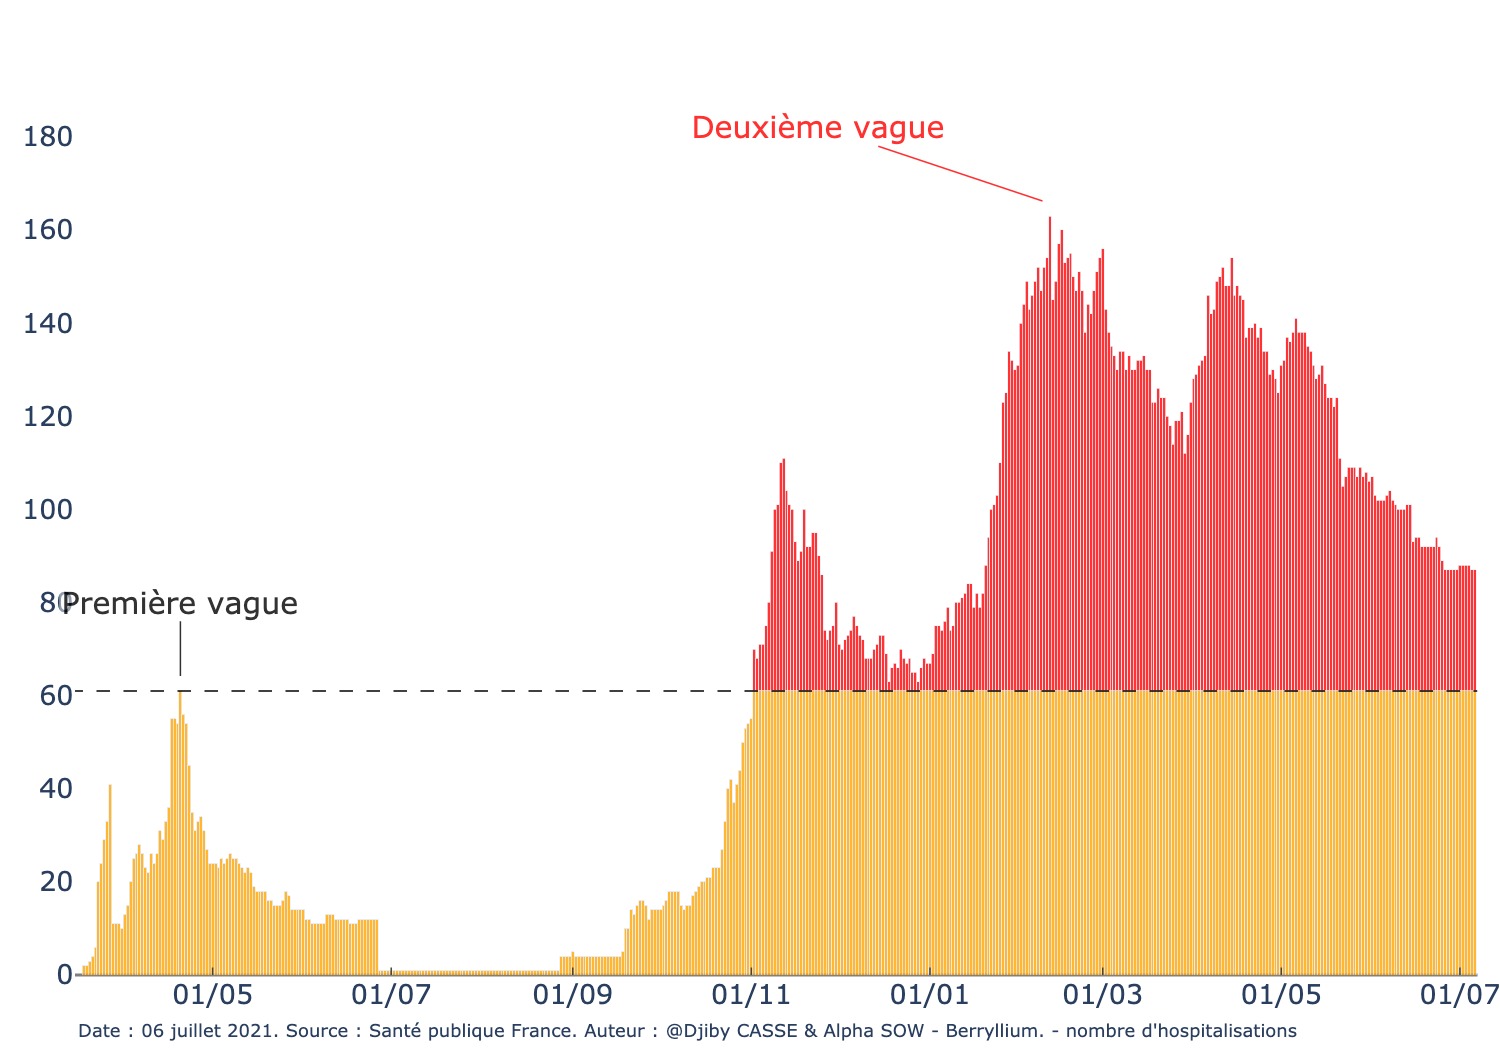 Deuxième vague
180
160
140
120
100
80
Première vague
60
40
20
0
01/05 01/07 01/09 01/11 01/01 01/03 01/05 01/07
Date : 06 juillet 2021. Source : Santé publique France. Auteur : @Djiby CASSE & Alpha SOW - Berryllium. - nombre d'hospitalisations